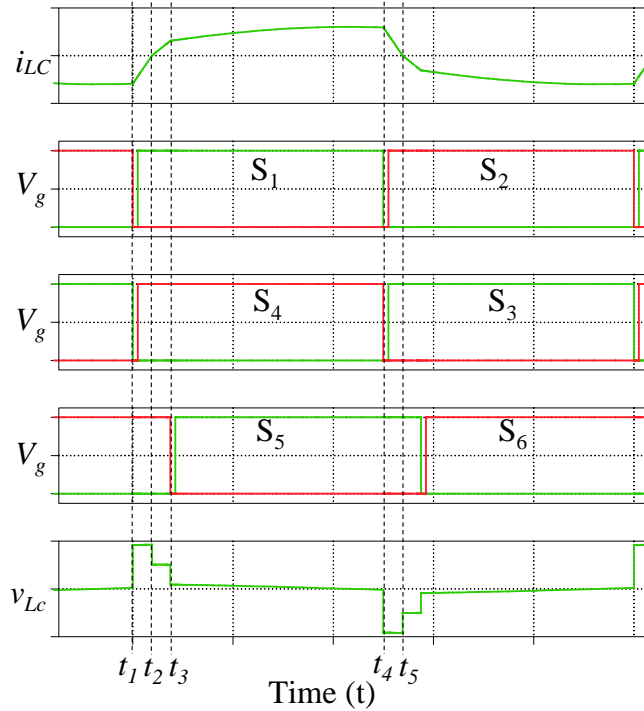 i_LC
V_g
S_1 S_2
V_g
S_4 S_3
V_g
S_5 S_6
v_Lc
t_1 t_2 t_3 t_4 t_5
Time (t)